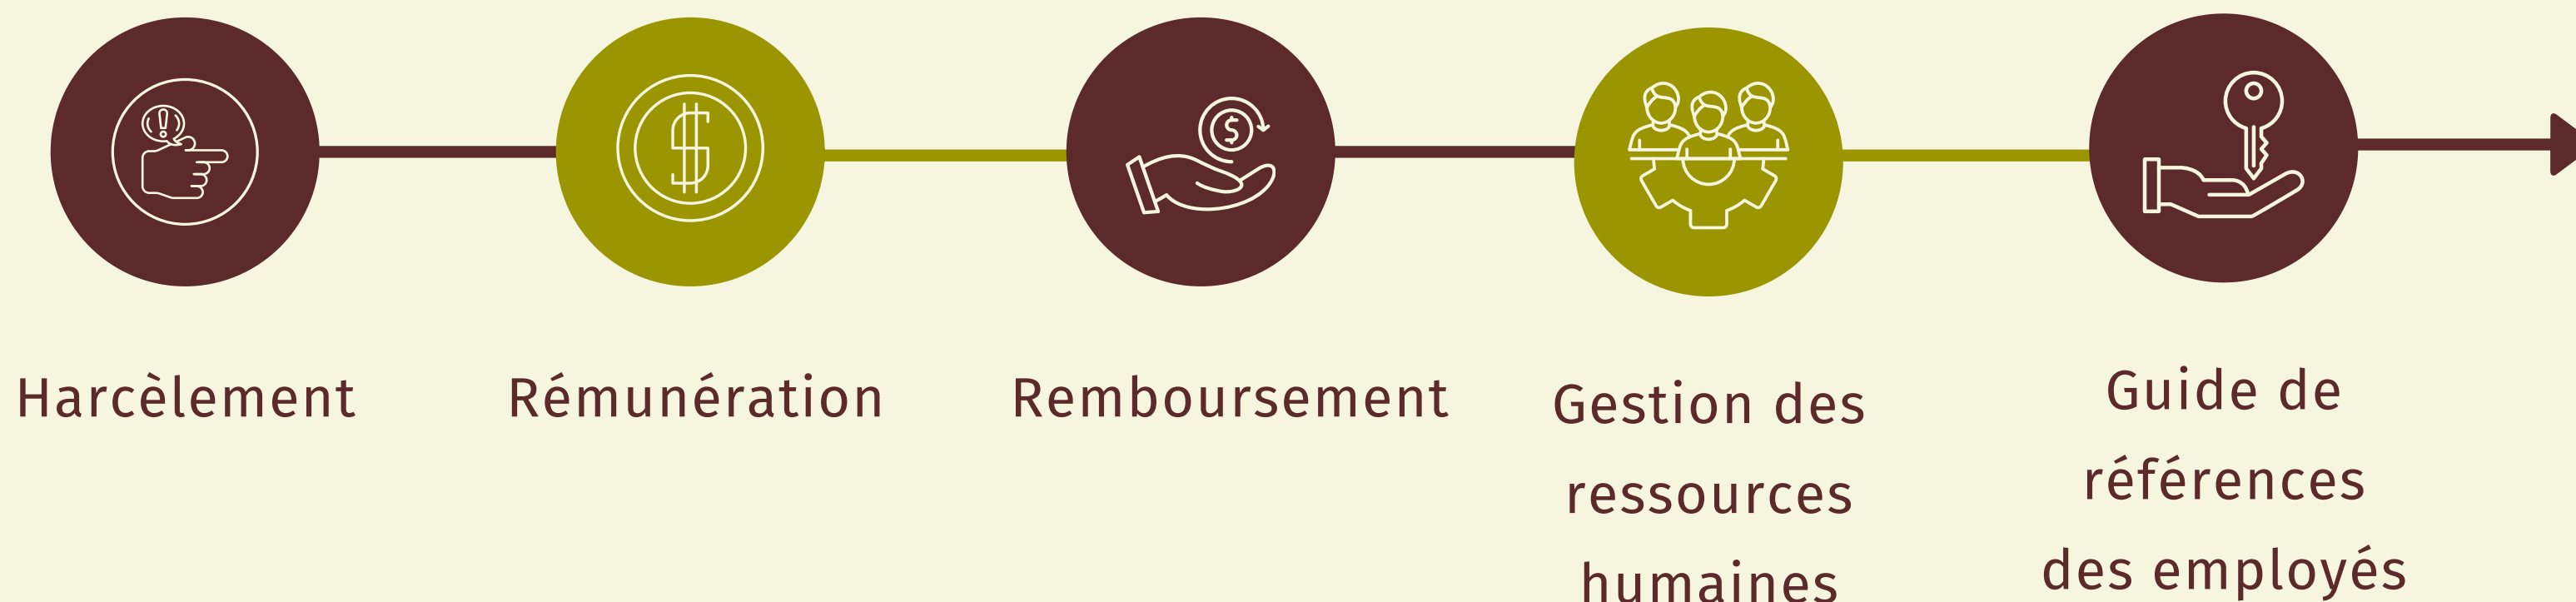 Harcèlement
Rémunération
Remboursement
Gestion des
ressources
humaines
Guide de
références
des employés